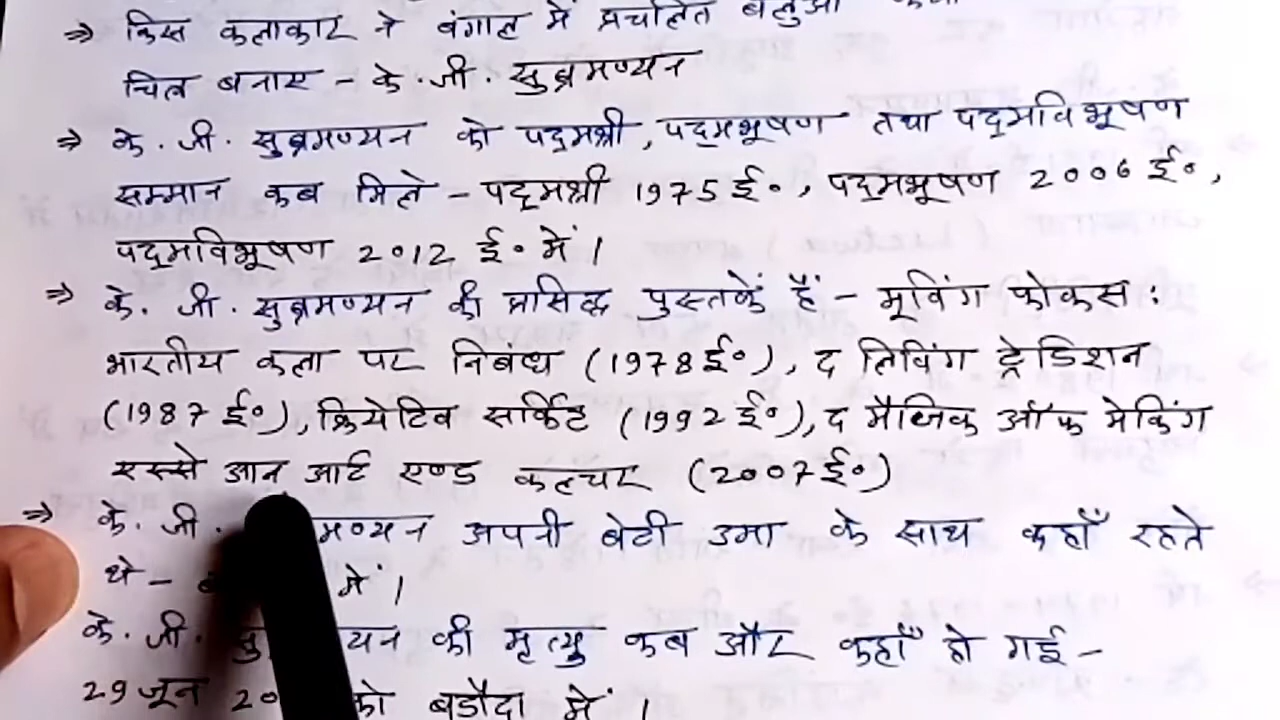 ⇒ किस कलाकार ने बंगाल में प्रचलित
चित्र बनाए - के. जी. सुब्रमण्यन
⇒ के. जी. सुब्रमण्यन को पद्मश्री, पद्मभूषण तथा पद्मविभूषण
सम्मान कब मिले - पद्मश्री 1975 ई०, पद्मभूषण 2006 ई०,
पद्मविभूषण 2012 ई० में।
⇒ के. जी. सुब्रमण्यन की प्रसिद्ध पुस्तकें हैं - मूविंग फोकस:
भारतीय कला पर निबंध (1978 ई०), द लिविंग ट्रेडिशन
(1987 ई०), क्रियेटिव सर्किट (1992 ई०), द मैजिक ऑफ मेकिंग
एस्से आन आर्ट एण्ड कल्चर (2007 ई०)
⇒ के. जी. मण्यन अपनी बेटी उमा के साथ कहाँ रहते
थे - में।
के. जी. यन की मृत्यु कब और कहाँ हो गई -
29 जून 20 को बडौदा में।